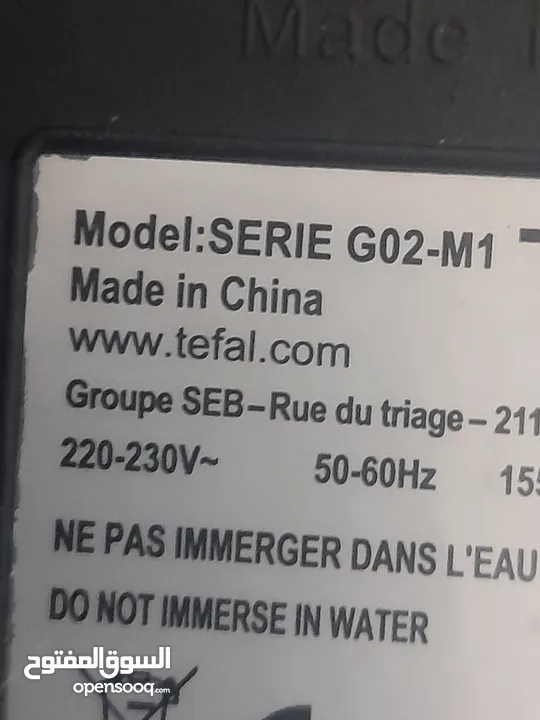 Made i
Model:SERIE G02-M1
Made in China
www.tefal.com
Groupe SEB–Rue du triage–211
220-230V~ 50-60Hz 155
NE PAS IMMERGER DANS L'EAU
DO NOT IMMERSE IN WATER
السوق المفتوح
opensooq.com